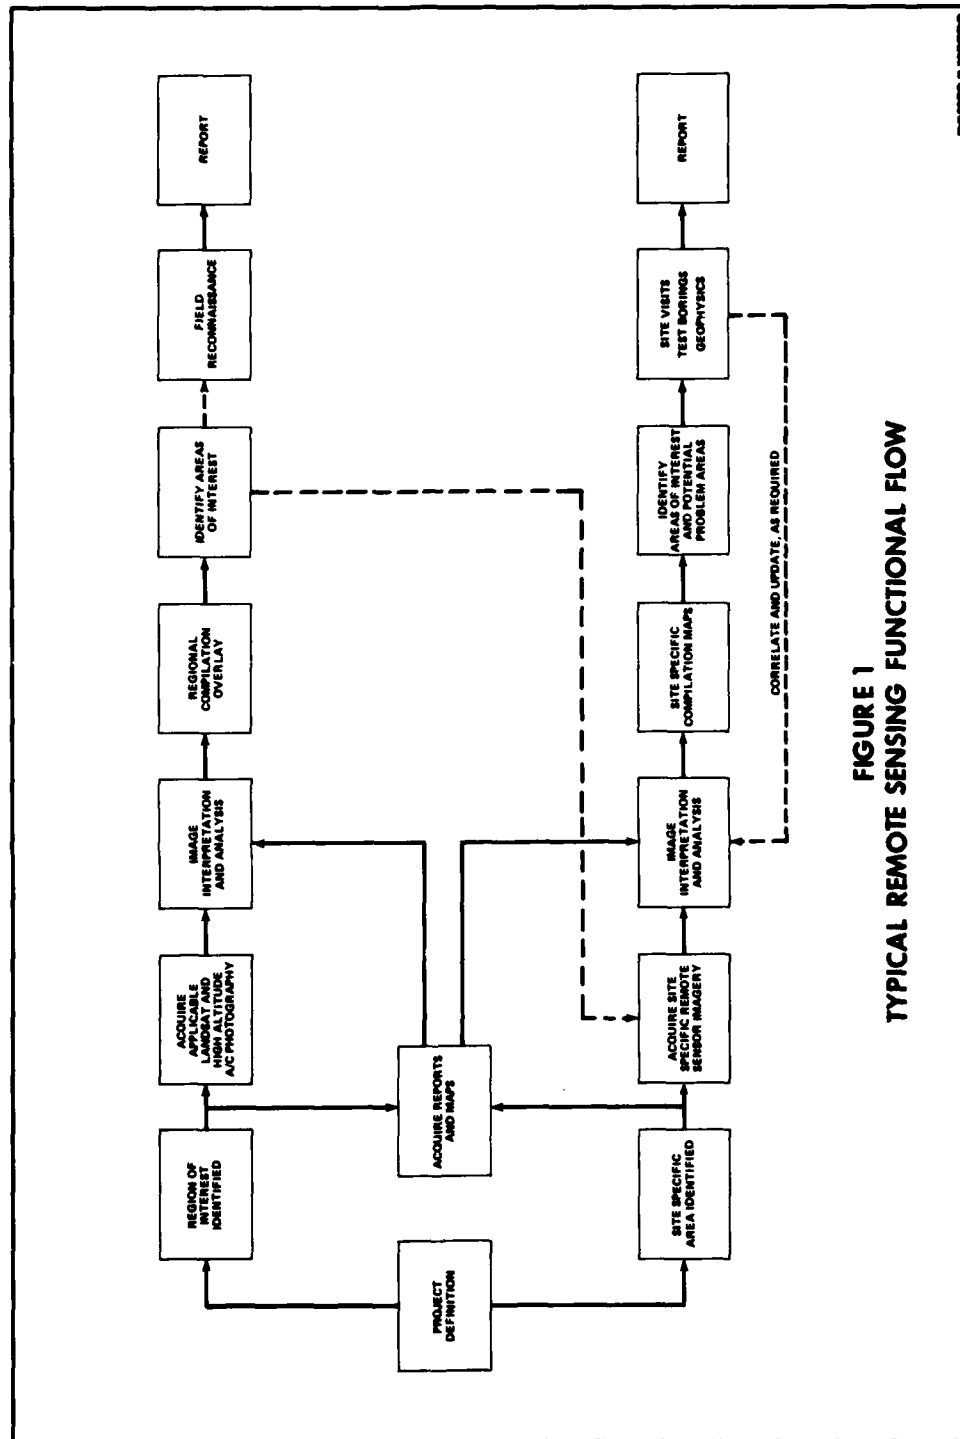 PROJECT
DEFINITION
REGION OF
INTEREST
IDENTIFIED
ACQUIRE
APPLICABLE
LANDSAT AND
HIGH ALTITUDE
A/C PHOTOGRAPHY
IMAGE
INTERPRETATION
AND ANALYSIS
REGIONAL
COMPILATION
OVERLAY
IDENTIFY AREAS
OF INTEREST
FIELD
RECONNAISSANCE
REPORT
ACQUIRE REPORTS
AND MAPS
SITE SPECIFIC
AREA IDENTIFIED
ACQUIRE SITE
SPECIFIC REMOTE
SENSOR IMAGERY
IMAGE
INTERPRETATION
AND ANALYSIS
SITE SPECIFIC
COMPILATION MAPS
IDENTIFY
AREAS OF INTEREST
AND POTENTIAL
PROBLEM AREAS
SITE VISITS
TEST BORINGS
GEOPHYSICS
REPORT
CORRELATE AND UPDATE, AS REQUIRED
FIGURE 1
TYPICAL REMOTE SENSING FUNCTIONAL FLOW